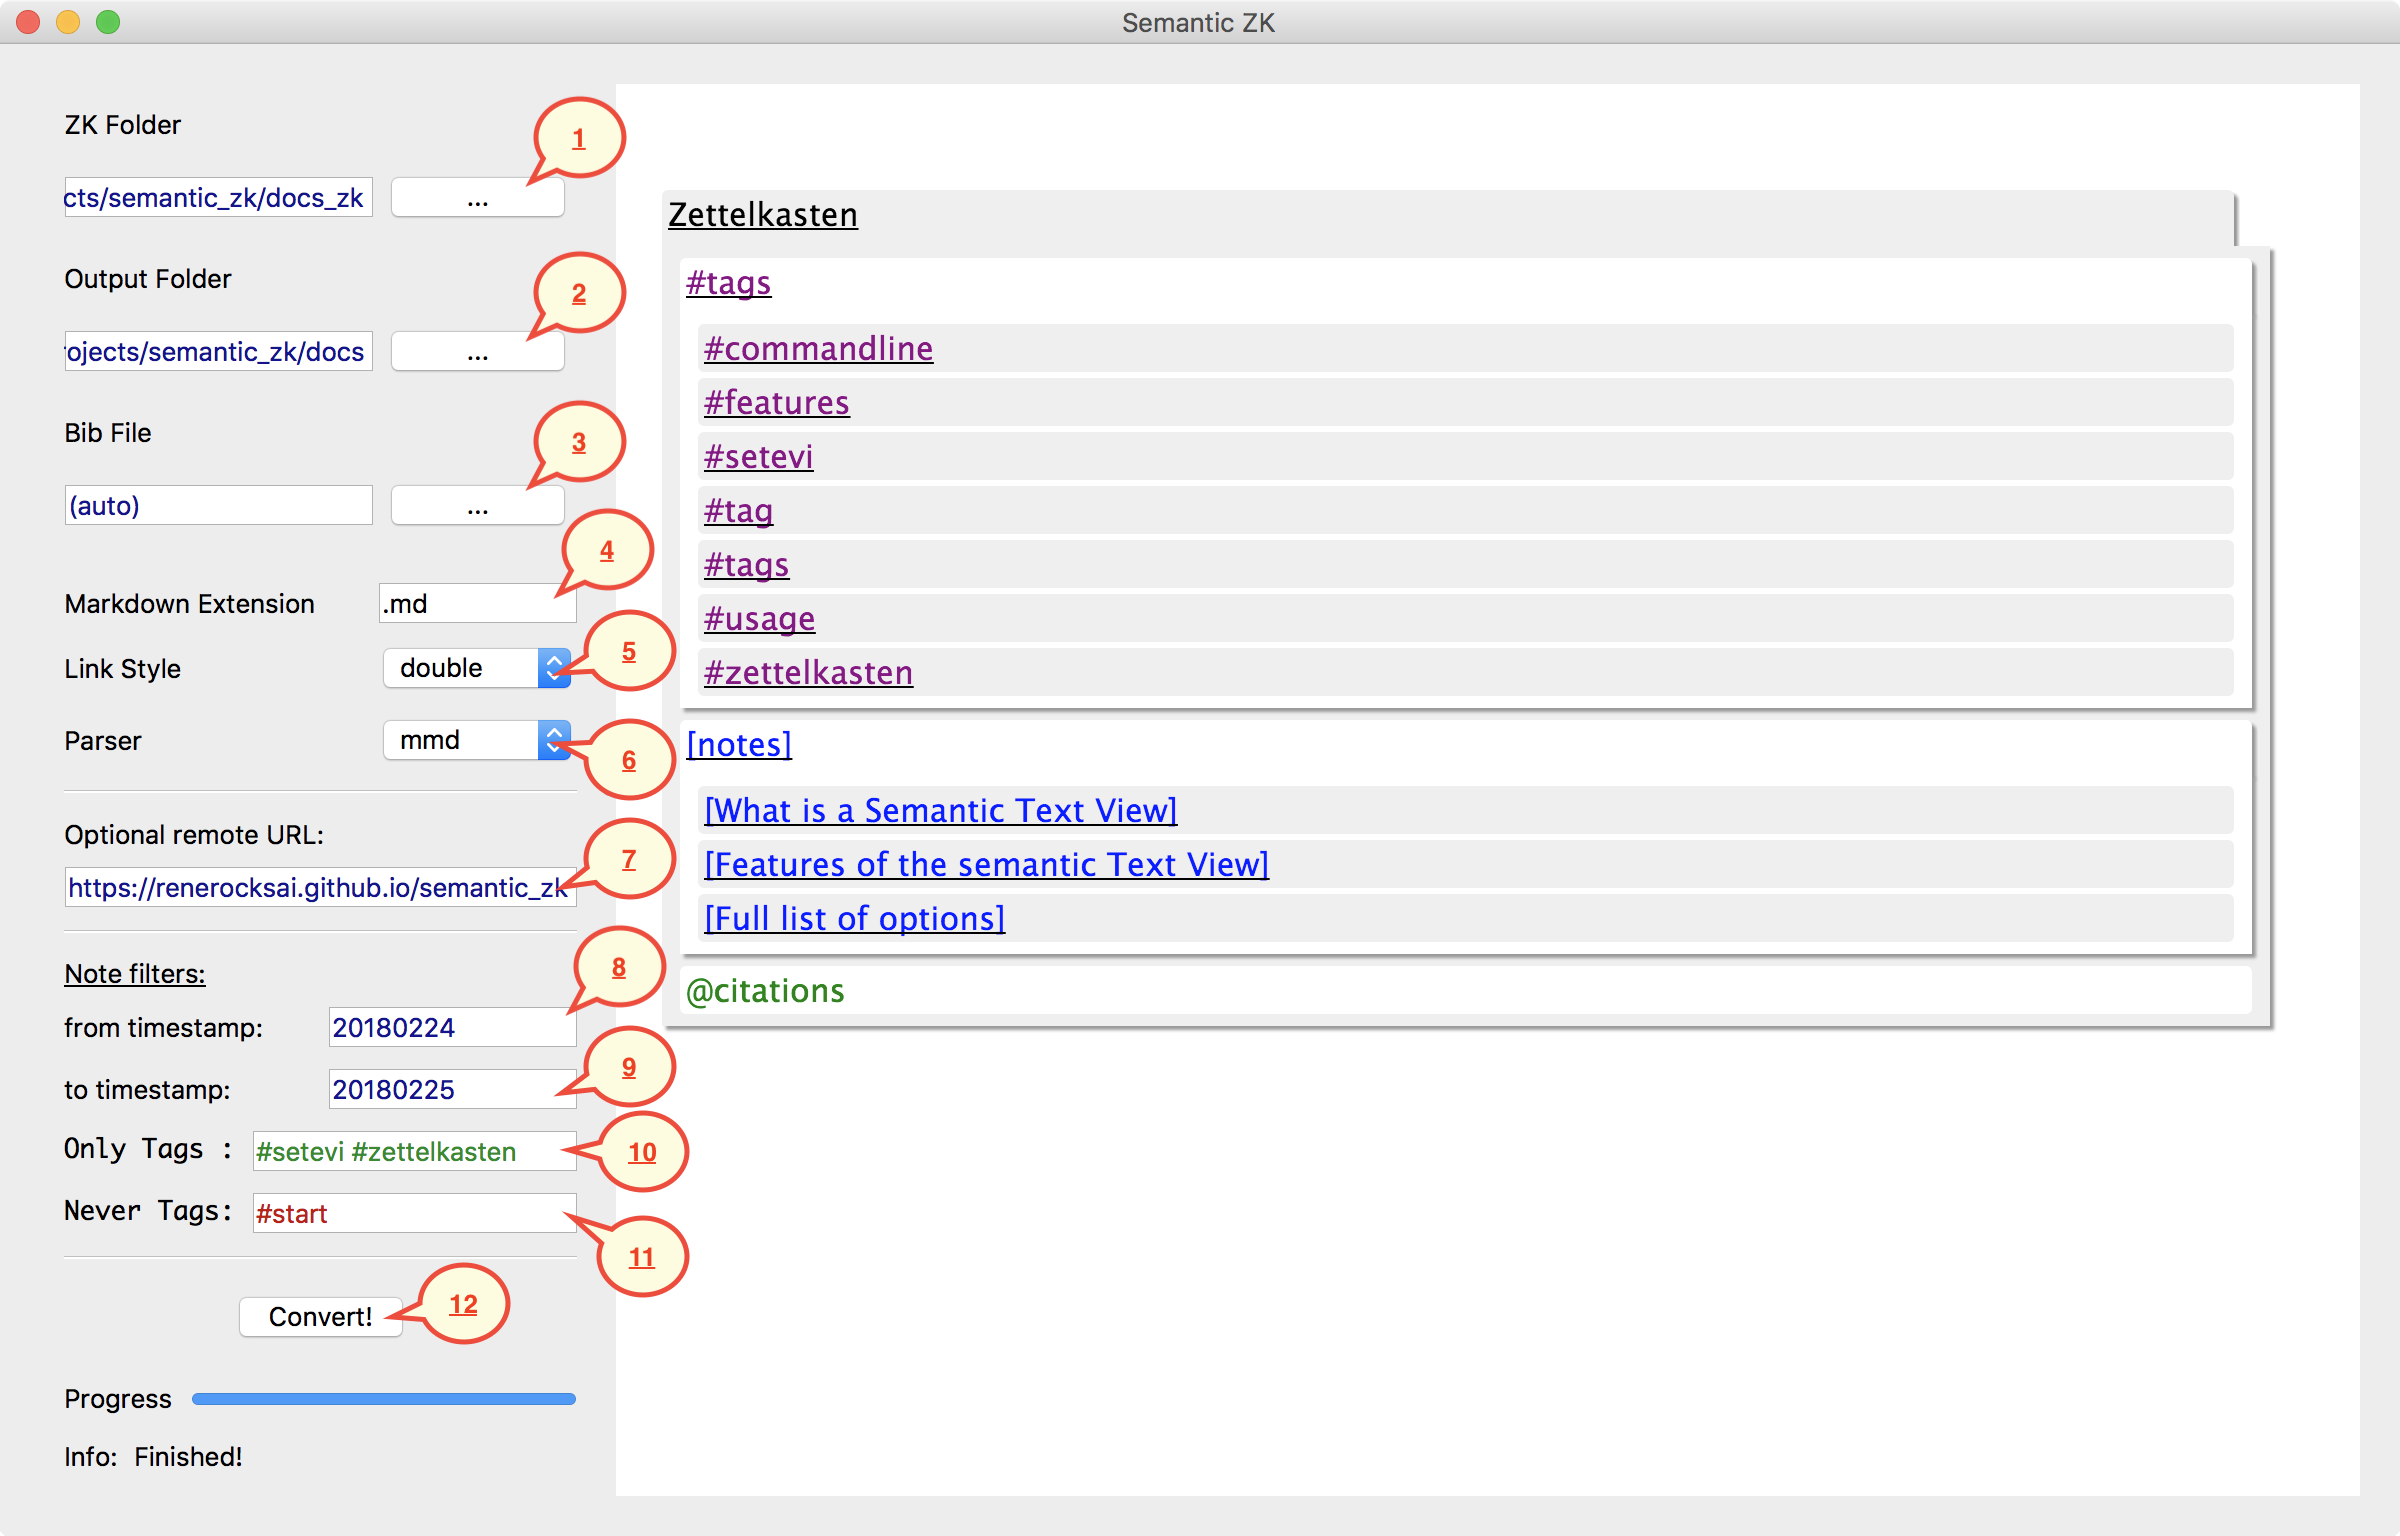 Semantic ZK
ZK Folder
1
cts/semantic_zk/docs_zk ...
Output Folder
2
rojects/semantic_zk/docs ...
Bib File
3
(auto) ...
4
Markdown Extension .md
Link Style double 5
Parser mmd 6
Optional remote URL:
7
https://renerocksai.github.io/semantic_zk
Note filters:
8
from timestamp: 20180224
9
to timestamp: 20180225
Only Tags : #setevi #zettelkasten 10
Never Tags: #start
11
Convert! 12
Progress
Info: Finished!
Zettelkasten
#tags
#commandline
#features
#setevi
#tag
#tags
#usage
#zettelkasten
[notes]
[What is a Semantic Text View]
[Features of the semantic Text View]
[Full list of options]
@citations